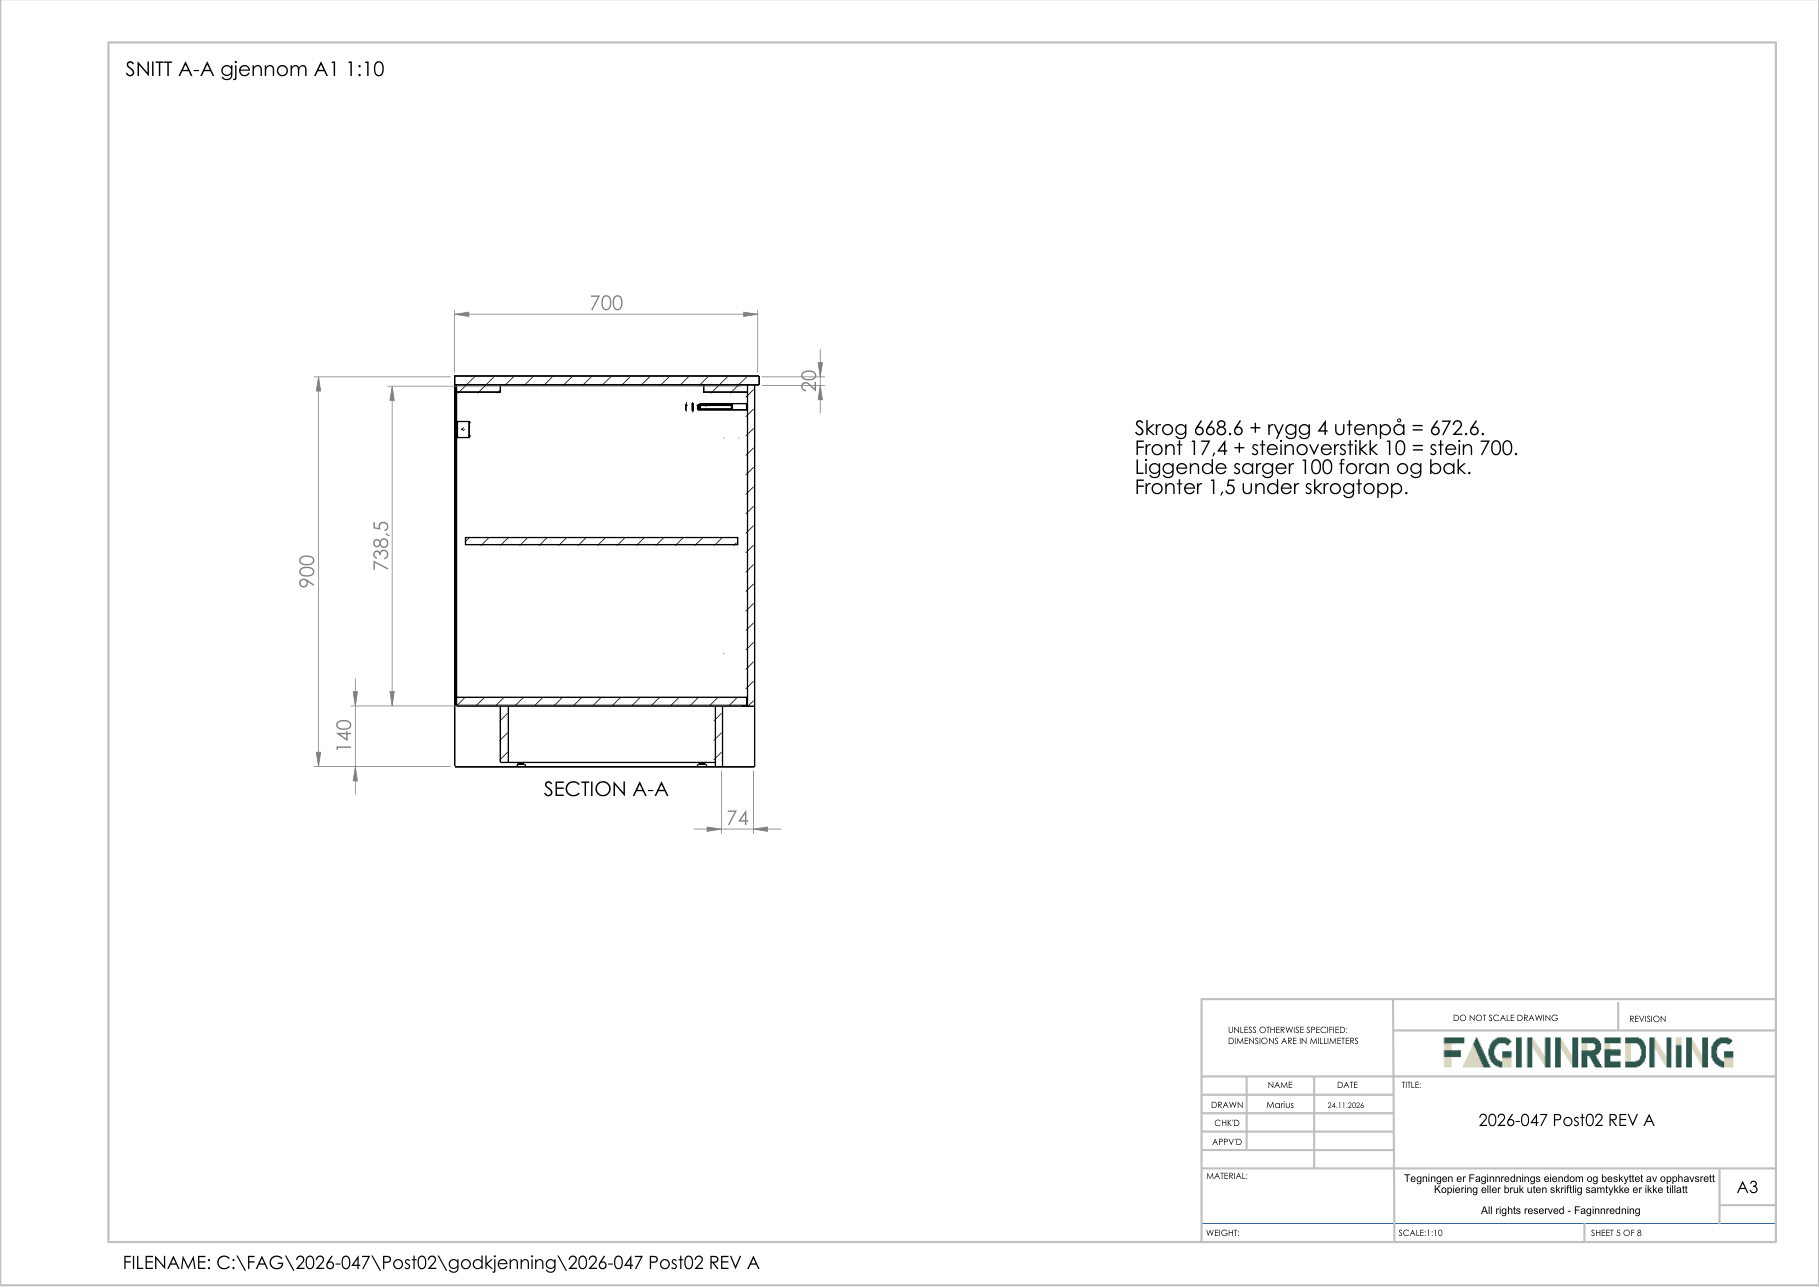 SNITT A-A gjennom A1 1:10
700
20
900
738,5
140
74
SECTION A-A
Skrog 668.6 + rygg 4 utenpå = 672.6.
Front 17,4 + steinoverstikk 10 = stein 700.
Liggende sarger 100 foran og bak.
Fronter 1,5 under skrogtopp.
UNLESS OTHERWISE SPECIFIED:
DIMENSIONS ARE IN MILLIMETERS
DO NOT SCALE DRAWING
REVISION
FAGINNREDNING
NAME
DATE
DRAWN
Marius
24.11.2026
CHK'D
APPV'D
TITLE:
2026-047 Post02 REV A
MATERIAL:
Tegningen er Faginnrednings eiendom og beskyttet av opphavsrett
Kopiering eller bruk uten skriftlig samtykke er ikke tillatt
All rights reserved - Faginnredning
A3
WEIGHT:
SCALE:1:10
SHEET 5 OF 8
FILENAME: C:\FAG\2026-047\Post02\godkjenning\2026-047 Post02 REV A